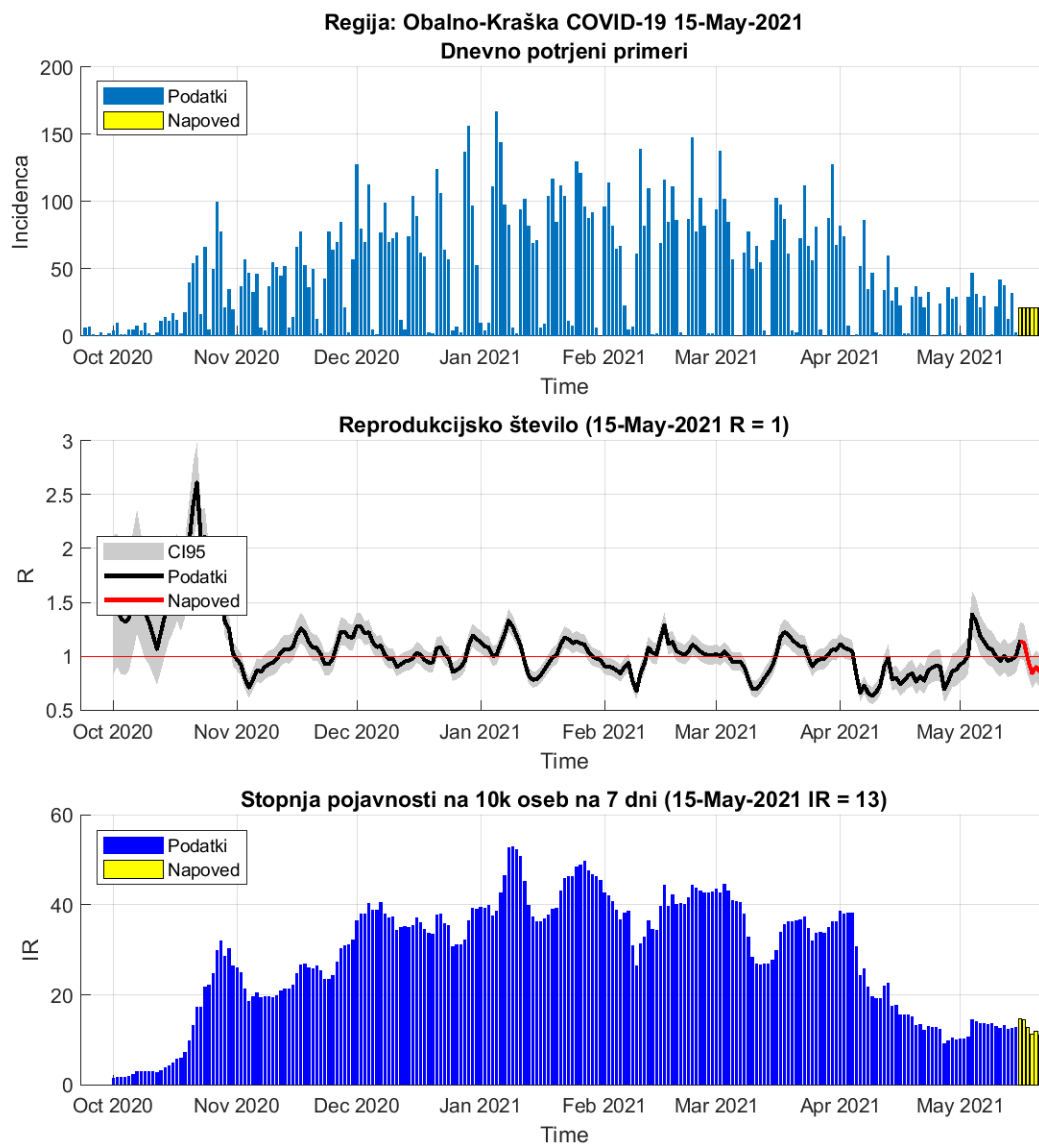 Regija: Obalno-Kraška COVID-19 15-May-2021
Dnevno potrjeni primeri
200
150
100
50
0
Incidenca
Podatki
Napoved
Oct 2020 Nov 2020 Dec 2020 Jan 2021 Feb 2021 Mar 2021 Apr 2021 May 2021
Time
Reprodukcijsko število (15-May-2021 R = 1)
3
2.5
2
1.5
1
0.5
R
CI95
Podatki
Napoved
Oct 2020 Nov 2020 Dec 2020 Jan 2021 Feb 2021 Mar 2021 Apr 2021 May 2021
Time
Stopnja pojavnosti na 10k oseb na 7 dni (15-May-2021 IR = 13)
60
40
20
0
IR
Podatki
Napoved
Oct 2020 Nov 2020 Dec 2020 Jan 2021 Feb 2021 Mar 2021 Apr 2021 May 2021
Time